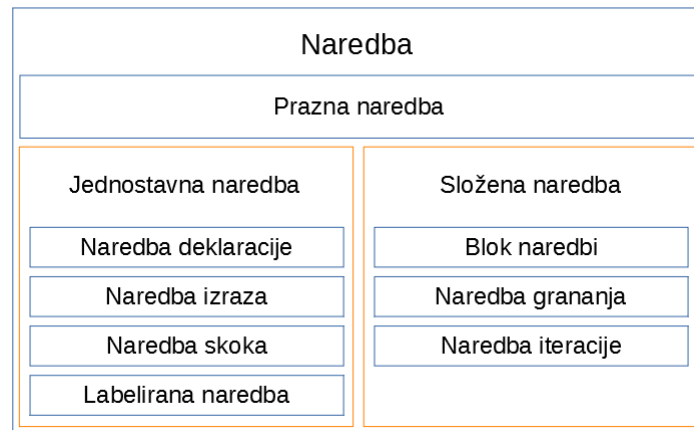 Naredba
Prazna naredba
Jednostavna naredba
Naredba deklaracije
Naredba izraza
Naredba skoka
Labelirana naredba
Složena naredba
Blok naredbi
Naredba grananja
Naredba iteracije